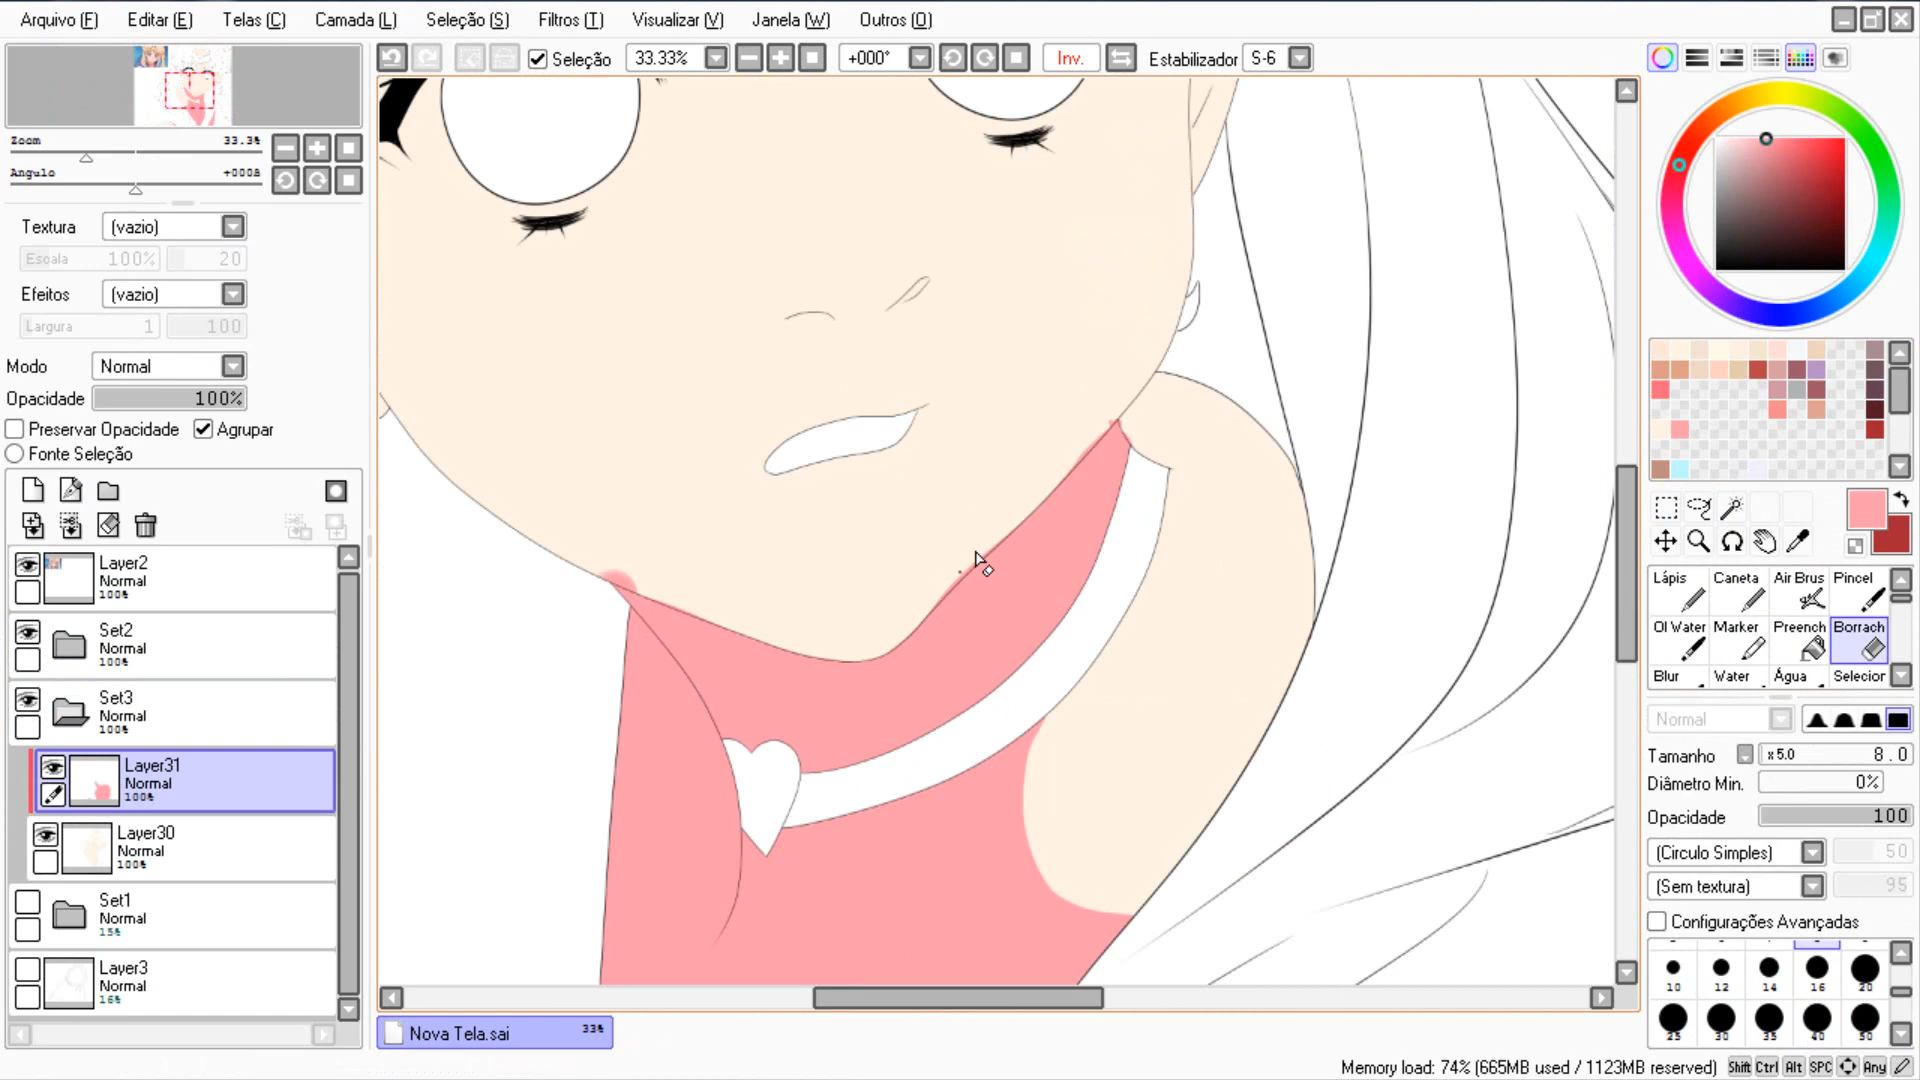 Arquivo (F) Editar (E) Telas (C) Camada (L) Seleção (S) Filtros (T) Visualizar (V) Janela (W) Outros (O)
Seleção 33.33% +000° Inv. Estabilizador S-6
Zoom 33.3%
Angulo +000ä
Textura (vazio)
Escala 100% 20
Efeitos (vazio)
Largura 1 100
Modo Normal
Opacidade 100%
Preservar Opacidade Agrupar
Fonte Seleção
Layer2
Normal
100%
Set2
Normal
100%
Set3
Normal
100%
Layer31
Normal
100%
Layer30
Normal
100%
Set1
Normal
15%
Layer3
Normal
16%
Nova Tela.sai 33%
Lápis Caneta Air Brus Pincel
Ol Water Marker Preench Borrach
Blur Water Água Selecior
Normal
Tamanho x 5.0 8.0
Diâmetro Min. 0%
Opacidade 100
(Circulo Simples) 50
(Sem textura) 95
Configurações Avançadas
10 12 14 16 20
25 30 35 40 50
Memory load: 74% (665MB used / 1123MB reserved) Shift Ctrl Alt SPC Any